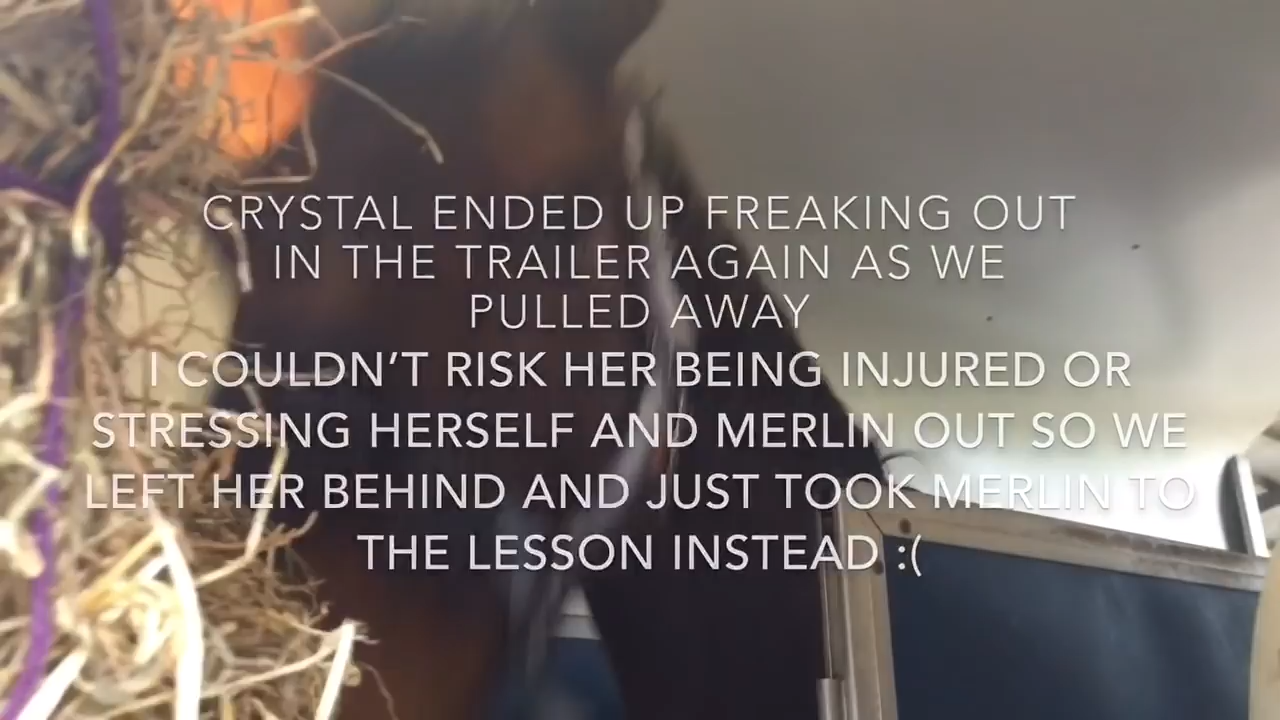 CRYSTAL ENDED UP FREAKING OUT
IN THE TRAILER AGAIN AS WE
PULLED AWAY
I COULDN’T RISK HER BEING INJURED OR
STRESSING HERSELF AND MERLIN OUT SO WE
LEFT HER BEHIND AND JUST TOOK MERLIN TO
THE LESSON INSTEAD :(